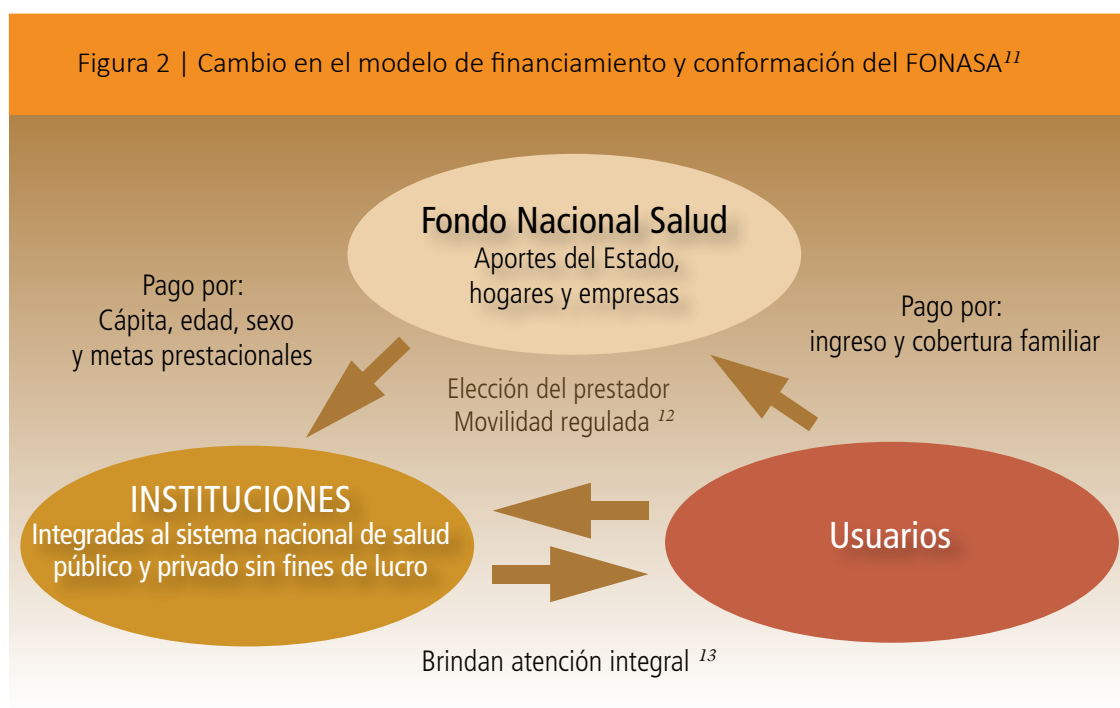 Figura 2 | Cambio en el modelo de financiamiento y conformación del FONASA11
Fondo Nacional Salud
Aportes del Estado,
hogares y empresas
Pago por:
Cápita, edad, sexo
y metas prestacionales
Pago por:
ingreso y cobertura familiar
Elección del prestador
Movilidad regulada 12
INSTITUCIONES
Integradas al sistema nacional de salud
público y privado sin fines de lucro
Usuarios
Brindan atención integral 13